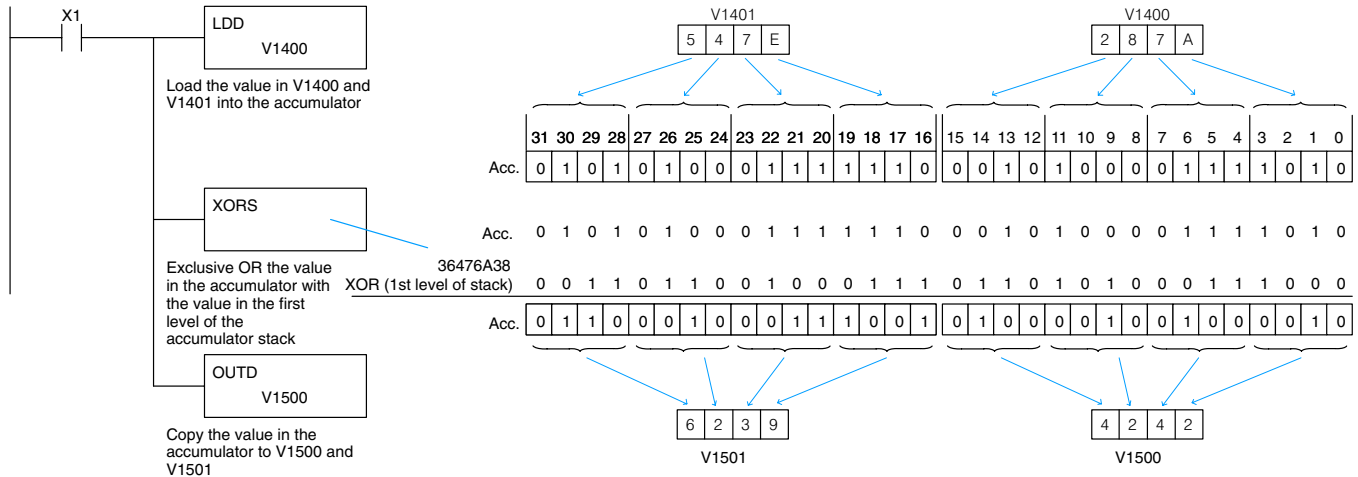 X1
LDD
V1400
Load the value in V1400 and
V1401 into the accumulator
XORS
Exclusive OR the value
in the accumulator with
the value in the first
level of the
accumulator stack
OUTD
V1500
Copy the value in the
accumulator to V1500 and
V1501
V1401
5 4 7 E
V1400
2 8 7 A
31 30 29 28 27 26 25 24 23 22 21 20 19 18 17 16 15 14 13 12 11 10 9 8 7 6 5 4 3 2 1 0
Acc. 0 1 0 1 0 1 0 0 0 1 1 1 1 1 1 0 0 0 1 0 1 0 0 0 0 1 1 1 1 0 1 0
Acc. 0 1 0 1 0 1 0 0 0 1 1 1 1 1 1 0 0 0 1 0 1 0 0 0 0 1 1 1 1 0 1 0
36476A38
XOR (1st level of stack) 0 0 1 1 0 1 1 0 0 1 0 0 0 1 1 1 0 1 1 0 1 0 1 0 0 0 1 1 1 0 0 0
Acc. 0 1 1 0 0 0 1 0 0 0 1 1 1 0 0 1 0 1 0 0 0 0 1 0 0 1 0 0 0 0 1 0
6 2 3 9
V1501
4 2 4 2
V1500